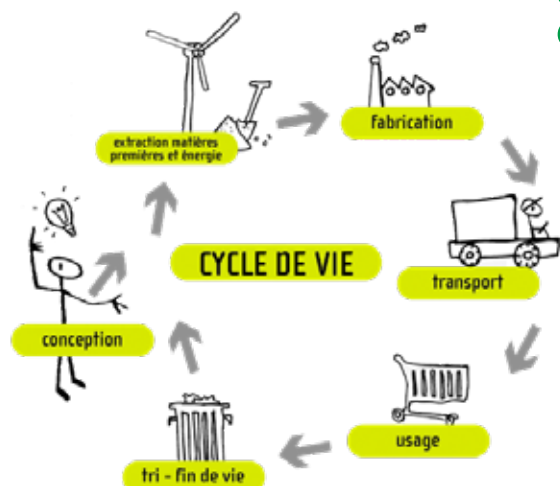 extraction matières
premières et énergie
fabrication
CYCLE DE VIE
transport
conception
usage
tri - fin de vie